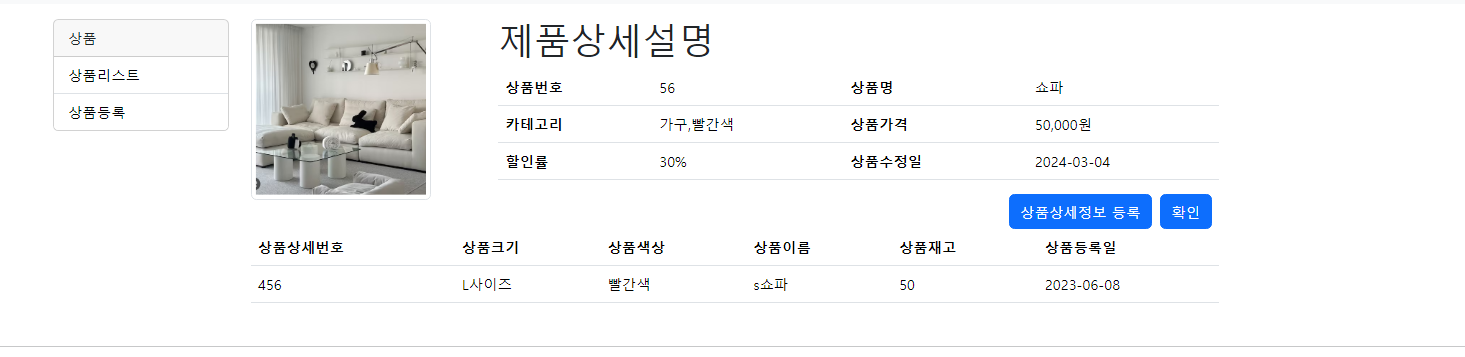 상품
상품리스트
상품등록
제품상세설명
상품번호 56 상품명 쇼파
카테고리 가구,빨간색 상품가격 50,000원
할인률 30% 상품수정일 2024-03-04
상품상세정보 등록 확인
상품상세번호 상품크기 상품색상 상품이름 상품재고 상품등록일
456 L사이즈 빨간색 s쇼파 50 2023-06-08